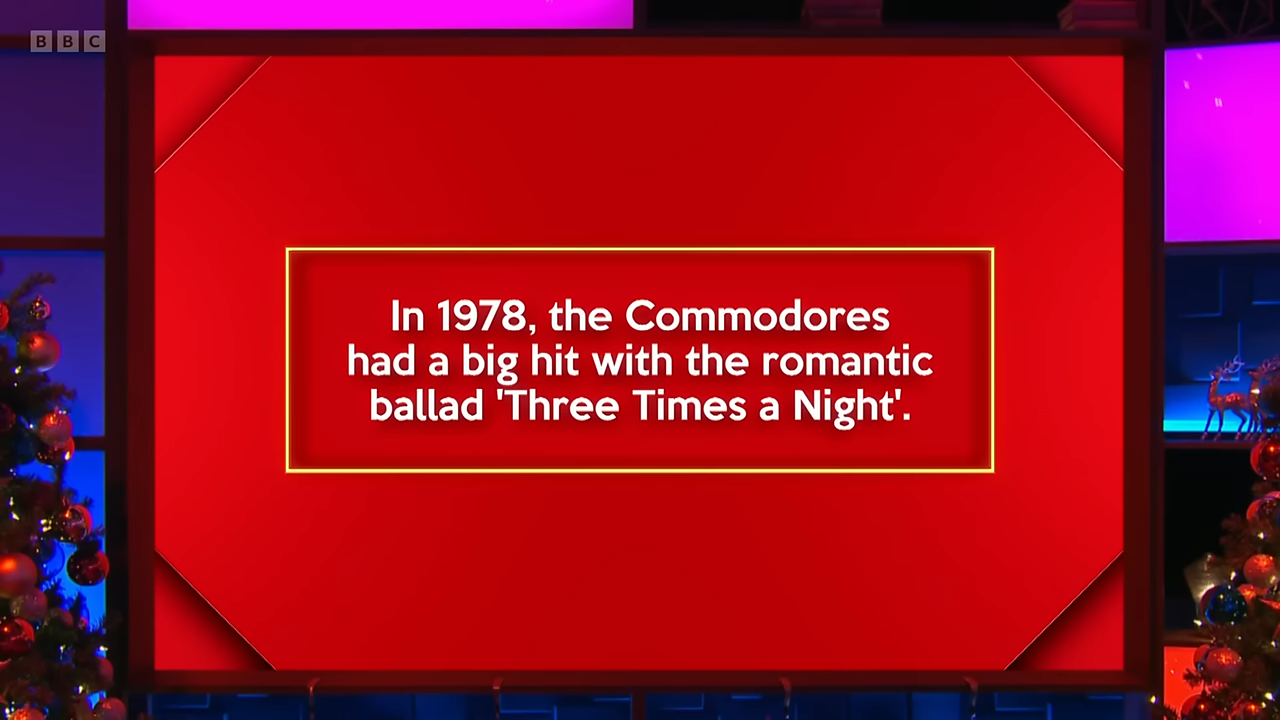 BBC
In 1978, the Commodores
had a big hit with the romantic
ballad 'Three Times a Night'.